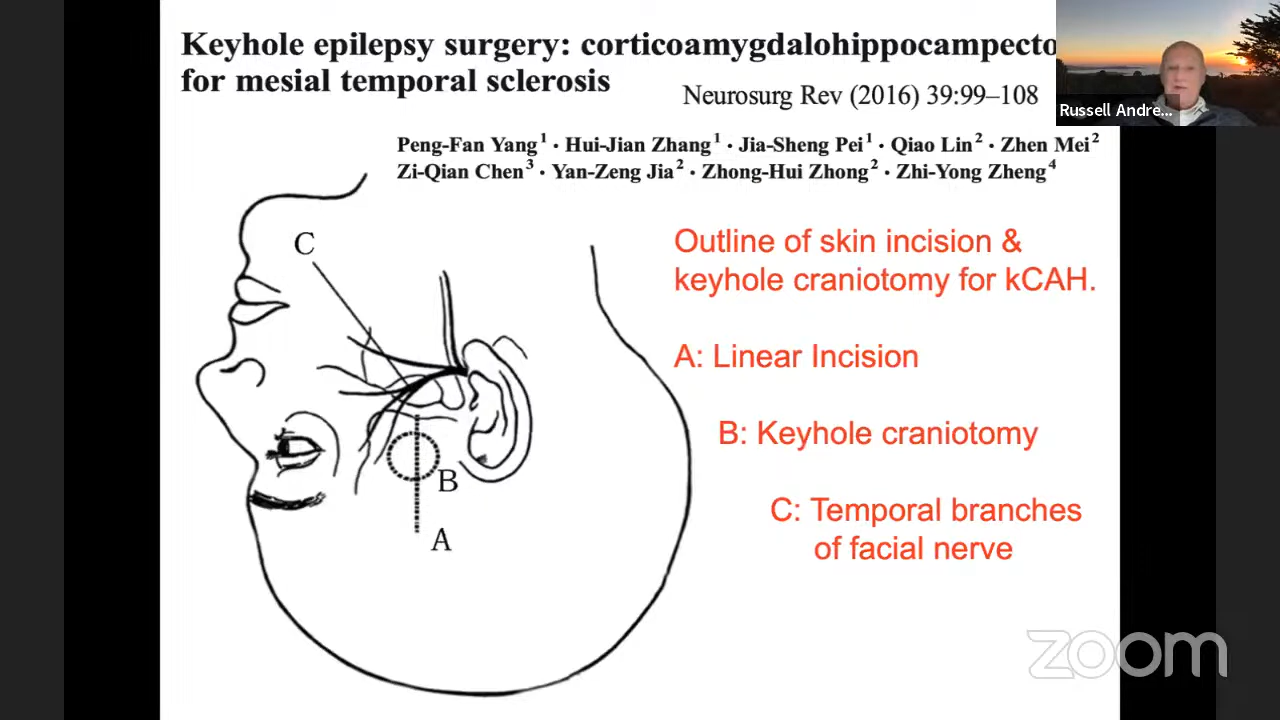 Keyhole epilepsy surgery: corticoamygdalohippocampecto
for mesial temporal sclerosis
Neurosurg Rev (2016) 39:99–108
Russell Andre...
Peng-Fan Yang1 · Hui-Jian Zhang1 · Jia-Sheng Pei1 · Qiao Lin2 · Zhen Mei2
Zi-Qian Chen3 · Yan-Zeng Jia2 · Zhong-Hui Zhong2 · Zhi-Yong Zheng4
Outline of skin incision &
keyhole craniotomy for kCAH.
A: Linear Incision
B: Keyhole craniotomy
C: Temporal branches
of facial nerve
C
B
A
zoom